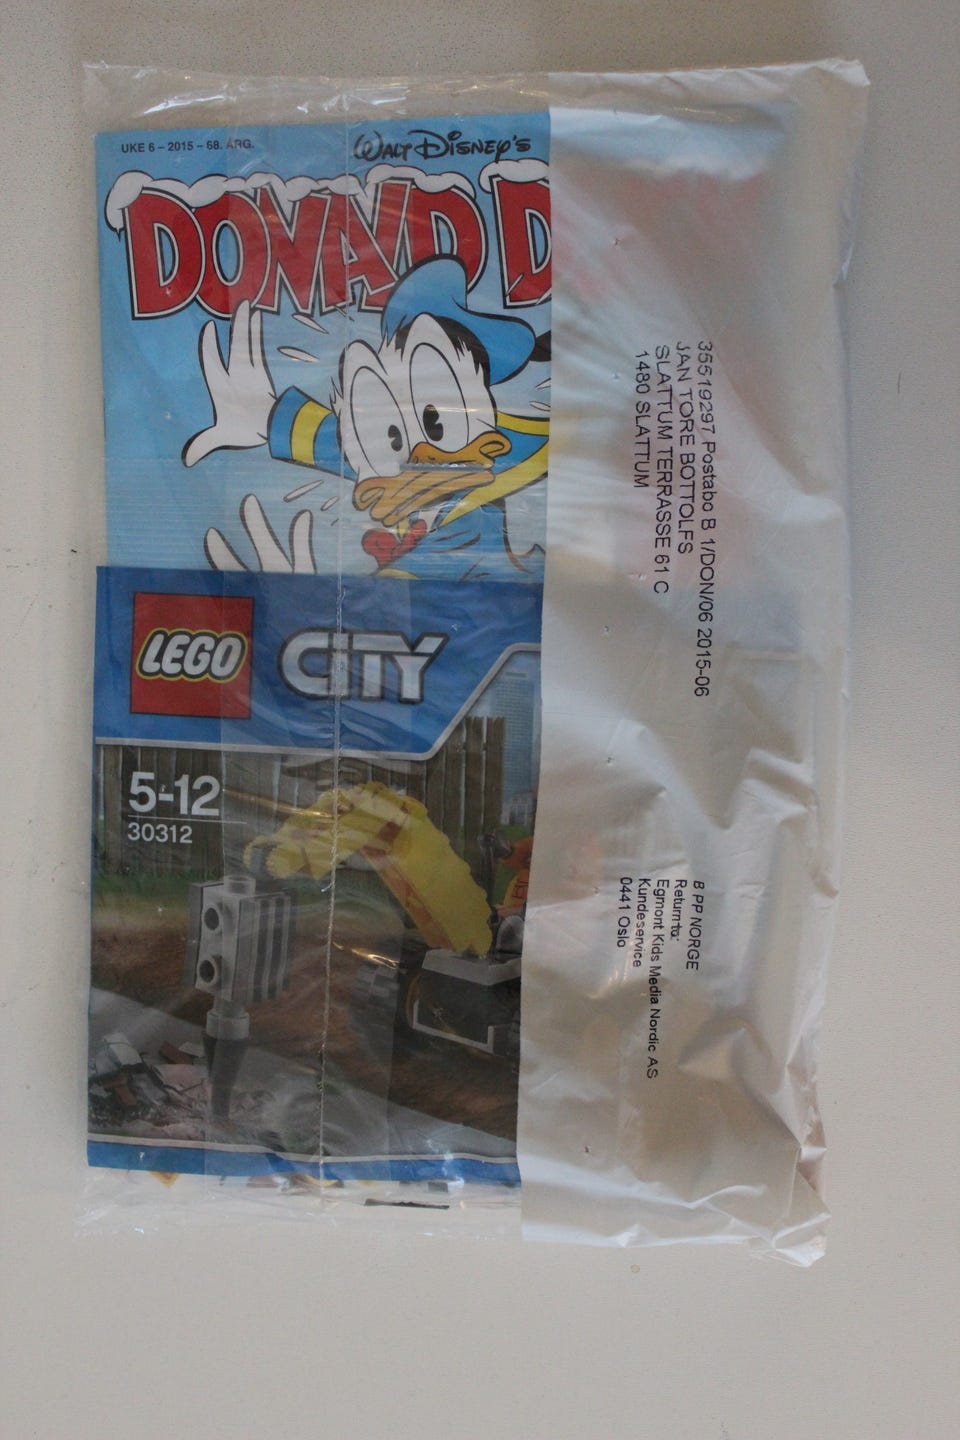 UKE 6 – 2015 – 68. ÅRG.
WALT DISNEY'S
DONALD D
LEGO
CITY
5-12
30312
35519297 Postabo B 1/DON/06 2015-06
JAN TORE BOTTOLFS
SLATTUM TERRASSE 61 C
1480 SLATTUM
B PP NORGE
Return to:
Egmont Kids Media Nordic AS
Kundeservice
0441 Oslo